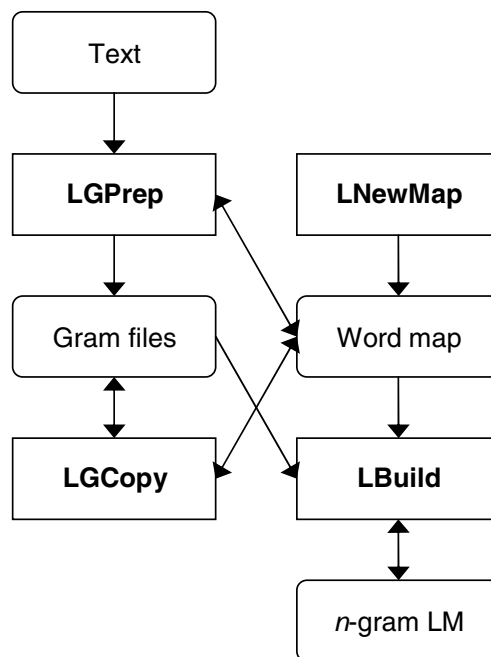 Text
LGPrep
LNewMap
Gram files
Word map
LGCopy
LBuild
n-gram LM